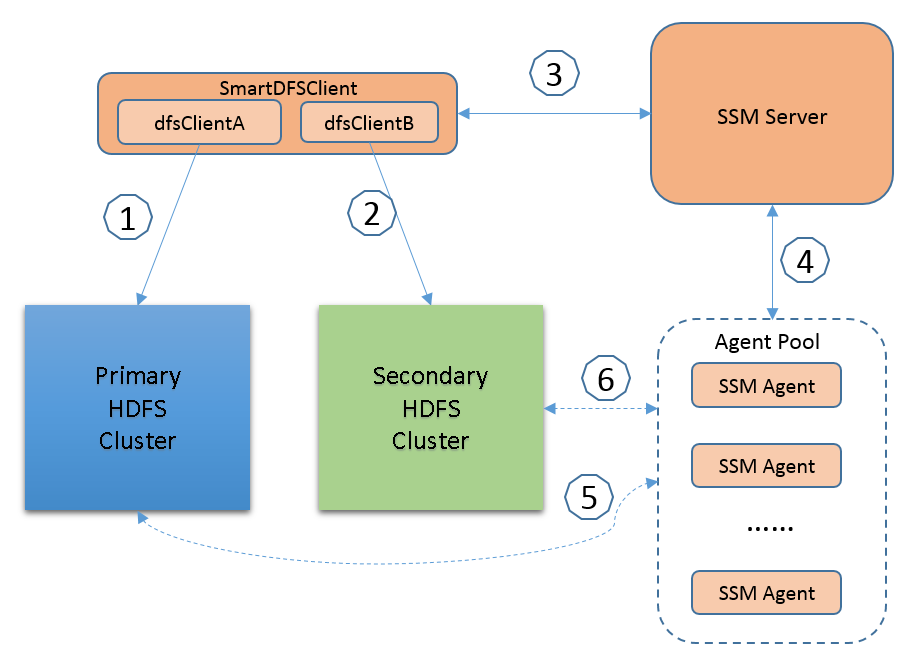 SmartDFSClient
dfsClientA
dfsClientB
3
SSM Server
1
2
4
Primary
HDFS
Cluster
Secondary
HDFS
Cluster
6
5
Agent Pool
SSM Agent
SSM Agent
......
SSM Agent